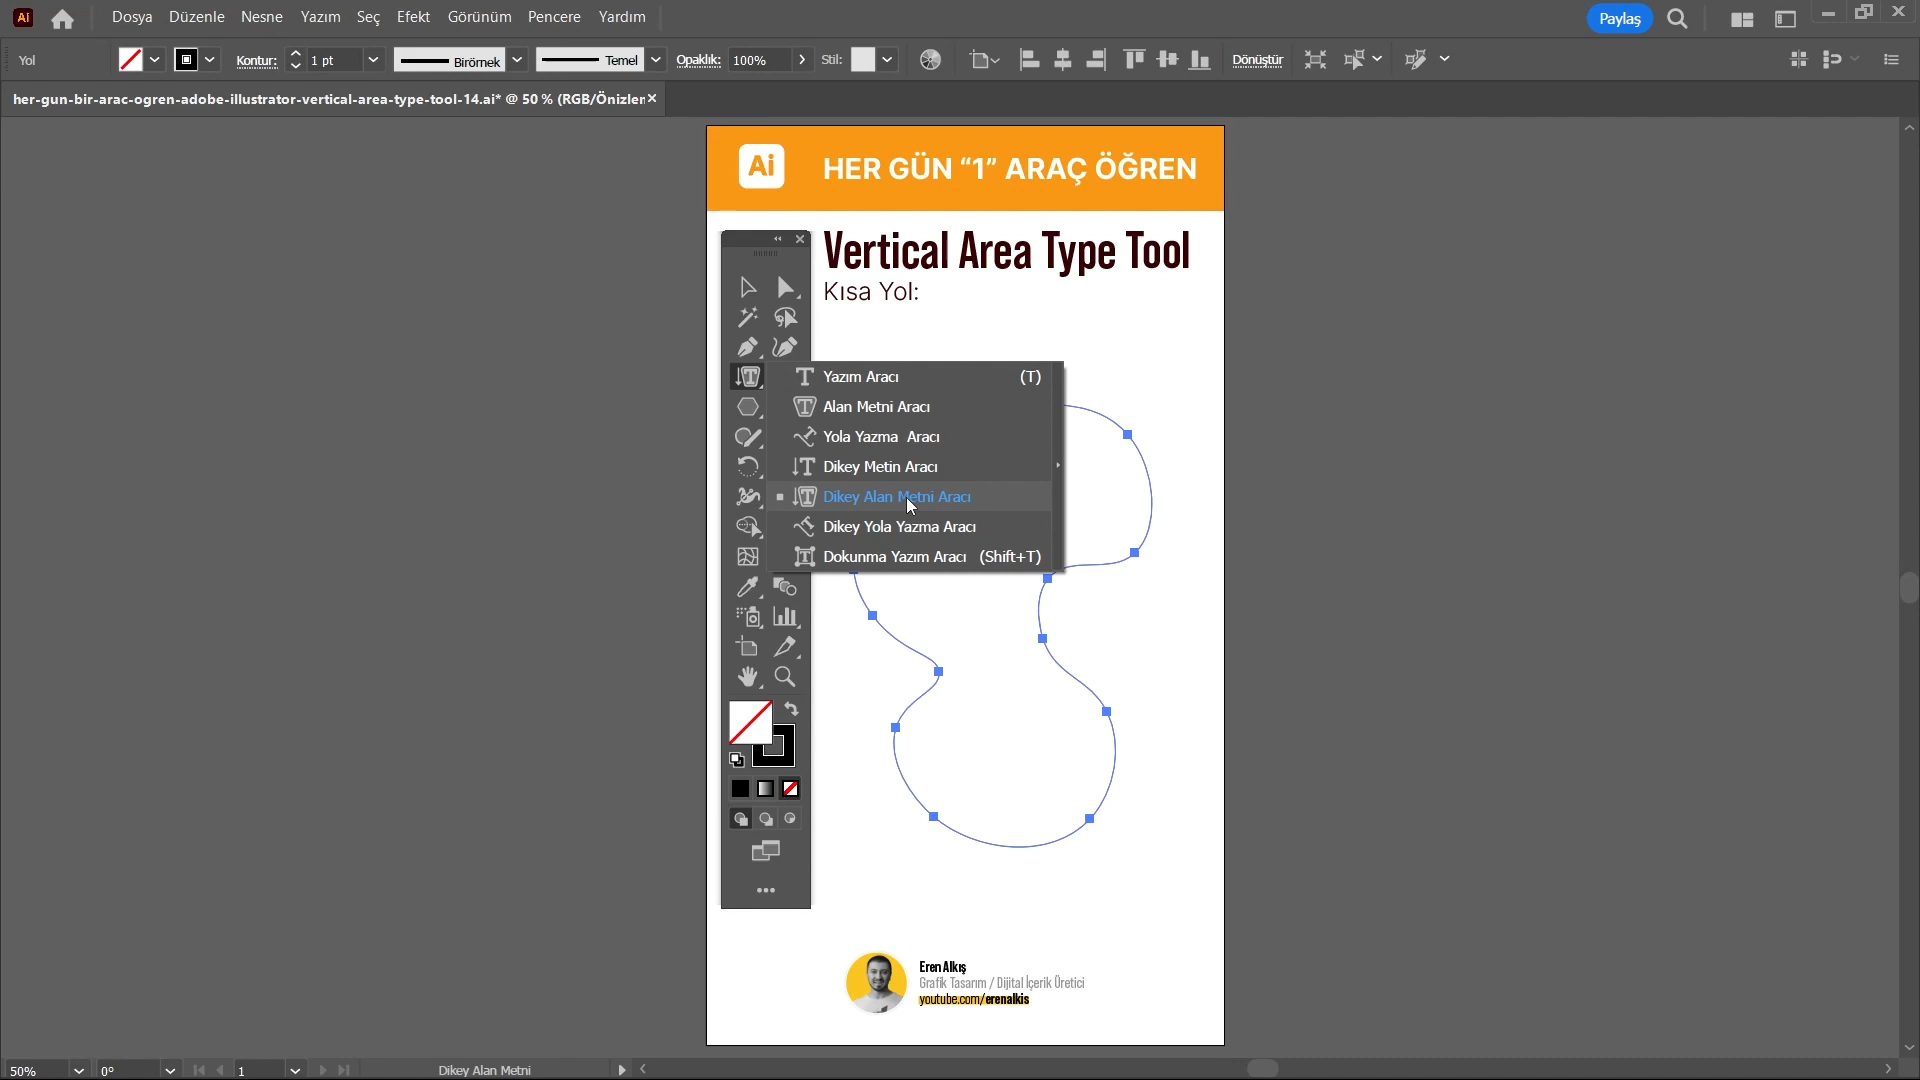 Ai
Dosya Düzenle Nesne Yazım Seç Efekt Görünüm Pencere Yardım
Paylaş
Yol
Kontur: 1 pt Birörnek Temel Opaklık: 100% Stil: Dönüştür
her-gun-bir-arac-ogren-adobe-illustrator-vertical-area-type-tool-14.ai* @ 50 % (RGB/Önizlen
Ai HER GÜN “1” ARAÇ ÖĞREN
Vertical Area Type Tool
Kısa Yol:
Yazım Aracı (T)
Alan Metni Aracı
Yola Yazma Aracı
Dikey Metin Aracı
Dikey Alan Metni Aracı
Dikey Yola Yazma Aracı
Dokunma Yazım Aracı (Shift+T)
Eren Alkış
Grafik Tasarım / Dijital İçerik Üretici
youtube.com/erenalkis
50% 0° 1 Dikey Alan Metni